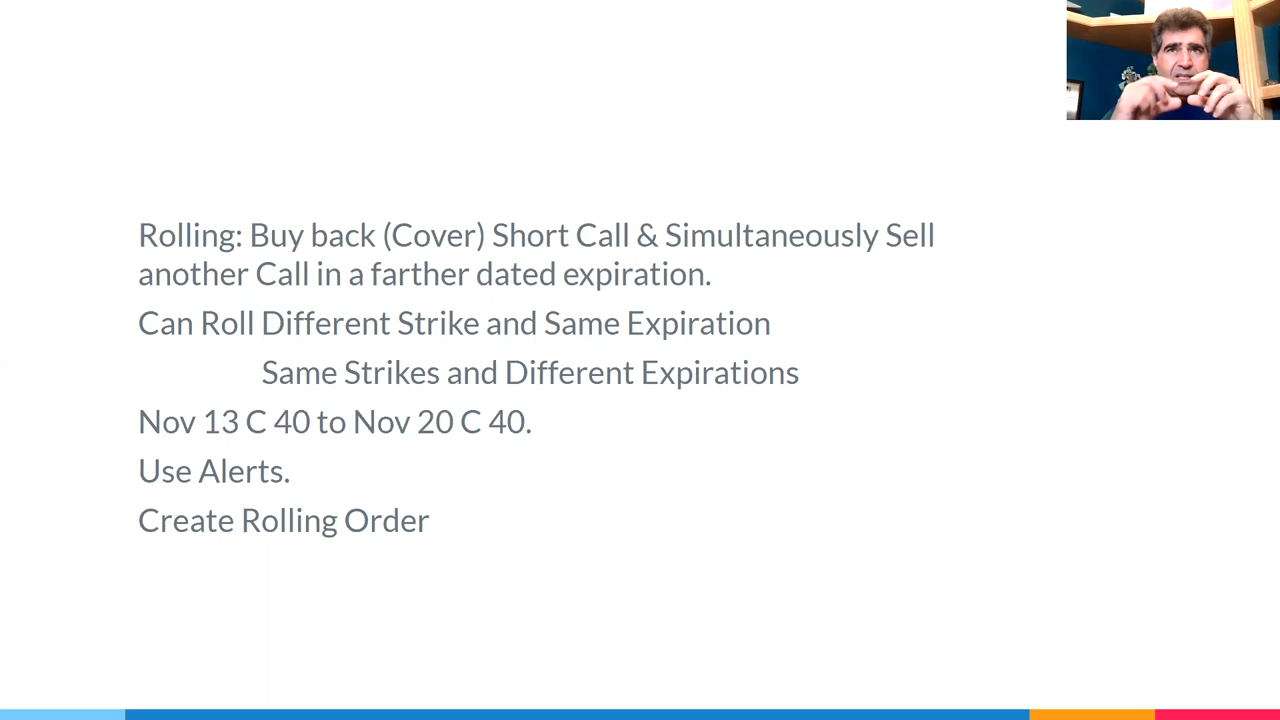 Rolling: Buy back (Cover) Short Call & Simultaneously Sell
another Call in a farther dated expiration.
Can Roll Different Strike and Same Expiration
Same Strikes and Different Expirations
Nov 13 C 40 to Nov 20 C 40.
Use Alerts.
Create Rolling Order